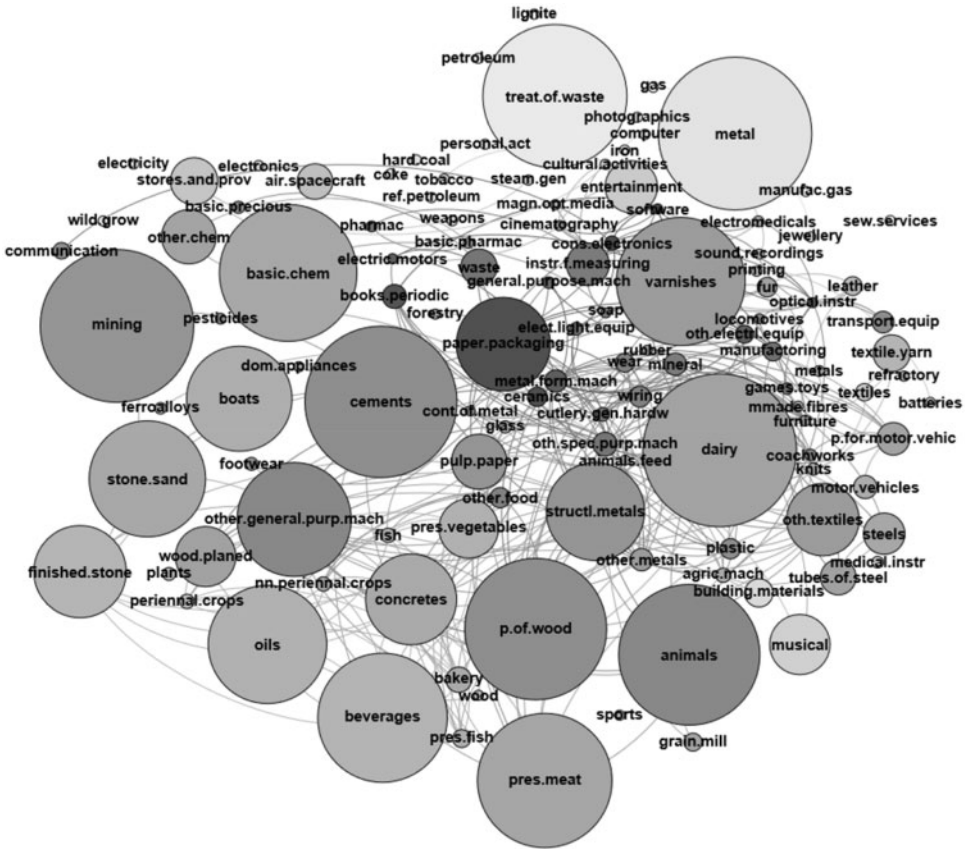 lignite
petroleum
treat.of.waste
gas
photographics
computer
metal
personal.act
iron
hard.coal
cultural.activities
electricity
electronics
coke
tobacco
steam.gen
stores.and.prov
air.spacecraft
entertainment
manufac.gas
ref.petroleum
magn.opt.media
basic.precious
software
wild.grow
weapons
cinematography
electromedicals
sew.services
pharmac
other.chem
basic.pharmac
cons.electronics
jewellery
communication
electric.motors
waste
instr.f.measuring
sound.recordings
basic.chem
general.purpose.mach
varnishes
printing
fur
leather
books.periodic
optical.instr
forestry
soap
mining
pesticides
elect.light.equip
locomotives
transport.equip
paper.packaging
oth.electrl.equip
rubber
manufactoring
textile.yarn
dom.appliances
wear
mineral
metals
refractory
metal.form.mach
games.toys
boats
ceramics
wiring
textiles
cements
batteries
ferroalloys
cont.of.metal
cutlery.gen.hardw
mmade.fibres
glass
furniture
p.for.motor.vehic
oth.spec.purp.mach
dairy
footwear
pulp.paper
animals.feed
coachworks
knits
stone.sand
motor.vehicles
other.food
other.general.purp.mach
pres.vegetables
structl.metals
oth.textiles
fish
steels
plastic
wood.planed
other.metals
medical.instr
finished.stone
plants
agric.mach
tubes.of.steel
nn.periennal.crops
building.materials
periennal.crops
concretes
p.of.wood
oils
animals
musical
bakery
wood
beverages
sports
pres.fish
grain.mill
pres.meat